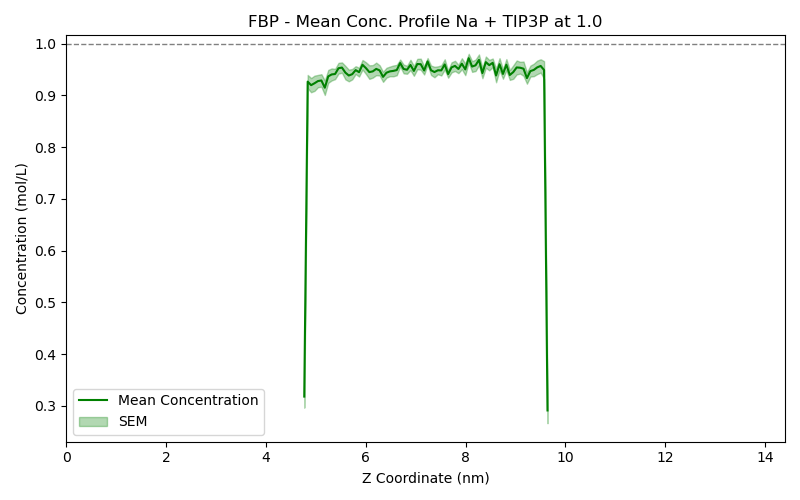 FBP - Mean Conc. Profile Na + TIP3P at 1.0
1.0
0.9
0.8
0.7
0.6
0.5
0.4
0.3
Concentration (mol/L)
Mean Concentration
SEM
0 2 4 6 8 10 12 14
Z Coordinate (nm)